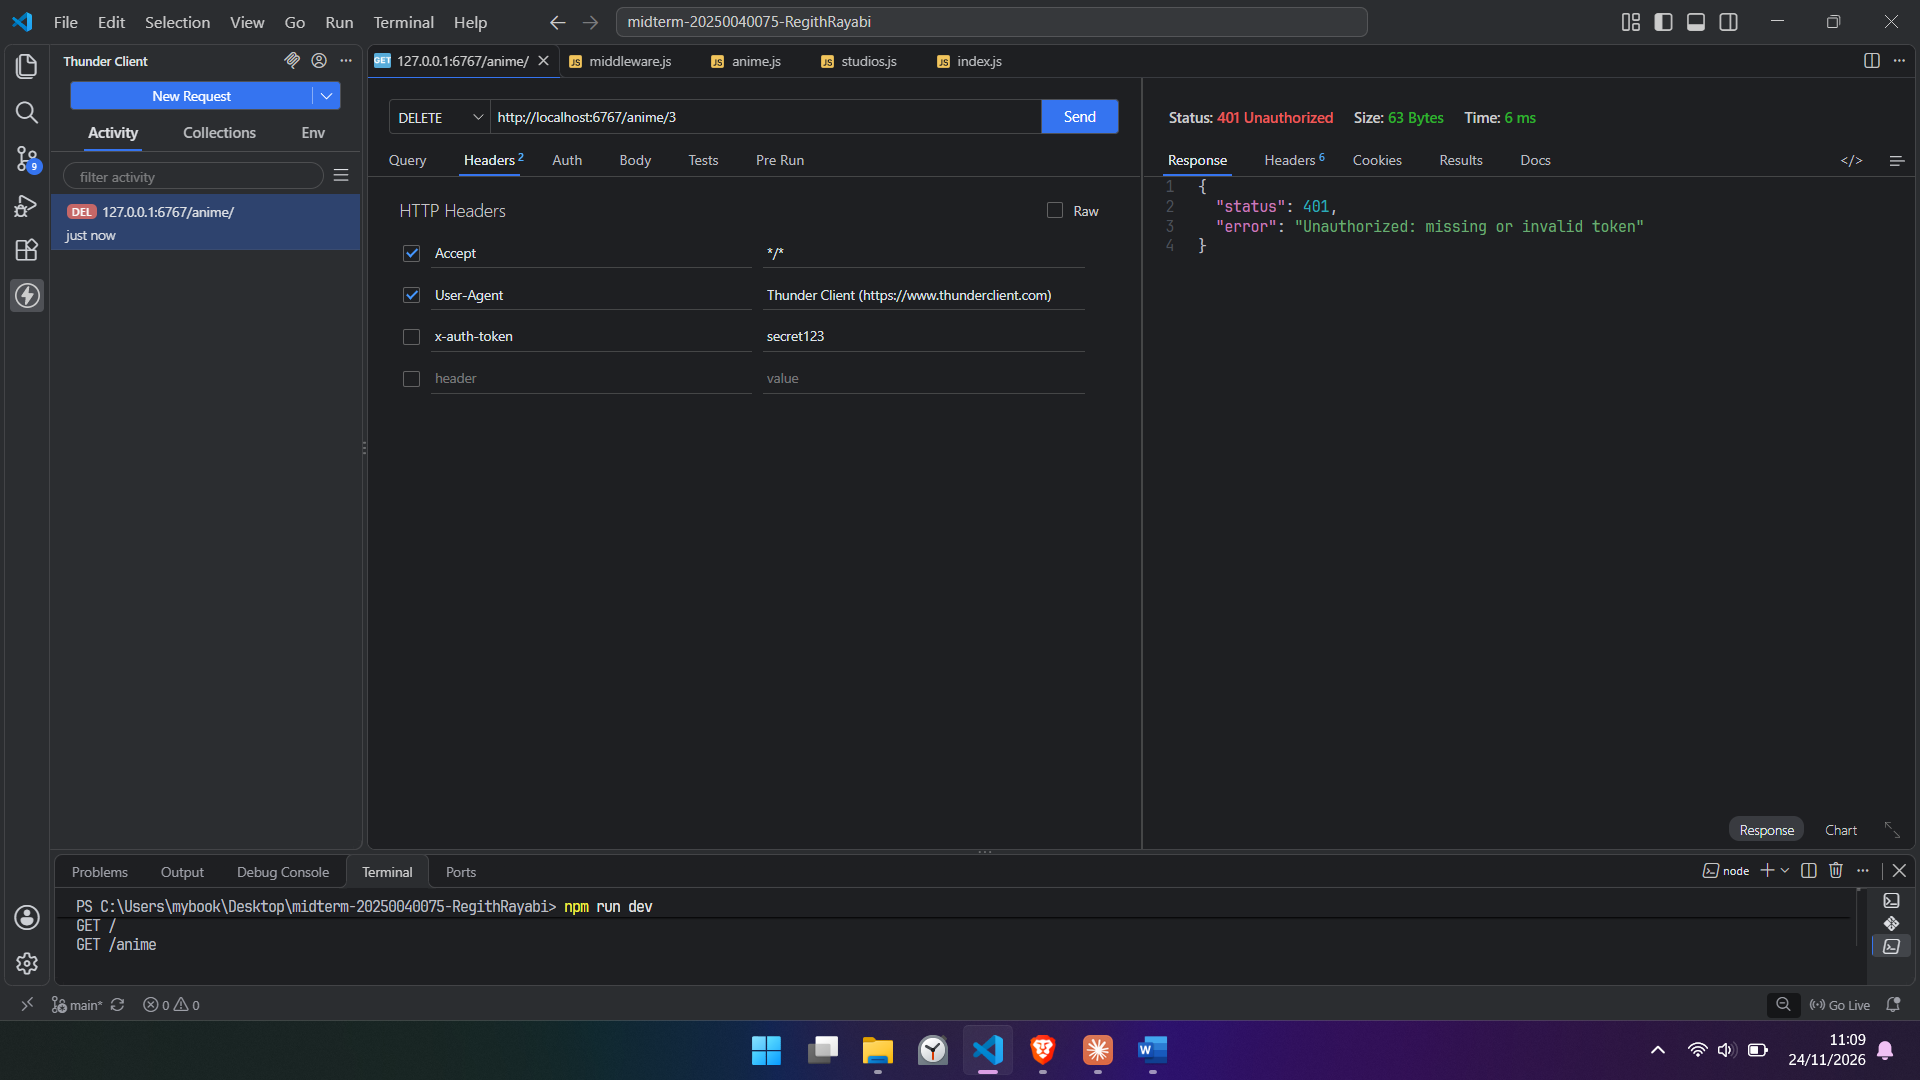 File Edit Selection View Go Run Terminal Help
midterm-20250040075-RegithRayabi
Thunder Client
New Request
Activity Collections Env
filter activity
DEL 127.0.0.1:6767/anime/
just now
9
GET 127.0.0.1:6767/anime/
JS middleware.js
JS anime.js
JS studios.js
JS index.js
DELETE http://localhost:6767/anime/3 Send
Query Headers 2 Auth Body Tests Pre Run
HTTP Headers Raw
Accept */*
User-Agent Thunder Client (https://www.thunderclient.com)
x-auth-token secret123
header value
Status: 401 Unauthorized Size: 63 Bytes Time: 6 ms
Response Headers 6 Cookies Results Docs </>
1 {
2 "status": 401,
3 "error": "Unauthorized: missing or invalid token"
4 }
Response Chart
Problems Output Debug Console Terminal Ports
node
PS C:\Users\mybook\Desktop\midterm-20250040075-RegithRayabi> npm run dev
GET /
GET /anime
main* 0 0
Go Live
W
11:09
24/11/2026